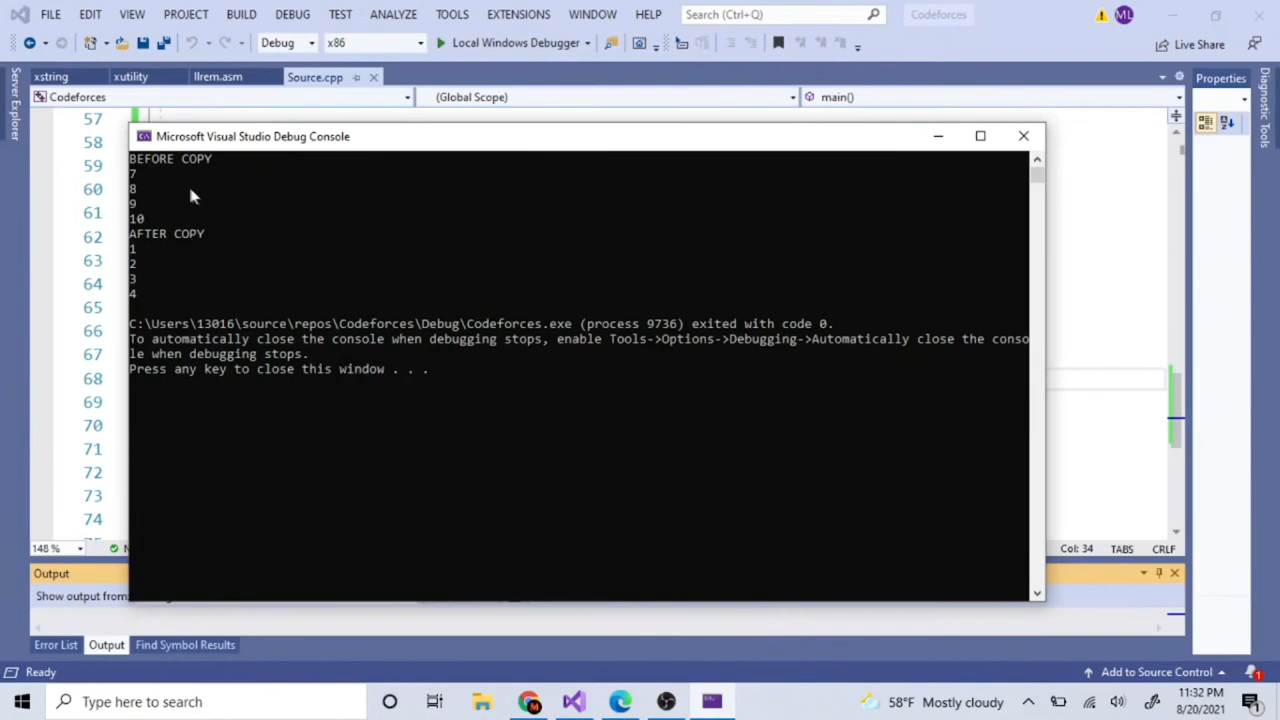 FILE EDIT VIEW PROJECT BUILD DEBUG TEST ANALYZE TOOLS EXTENSIONS WINDOW HELP Search (Ctrl+Q) Codeforces ML
Debug x86 Local Windows Debugger Live Share
xstring xutility llrem.asm Source.cpp Properties
Codeforces (Global Scope) main()
Server Explorer
Diagnostic Tools
57
58
59
60
61
62
63
64
65
66
67
68
69
70
71
72
73
74
Microsoft Visual Studio Debug Console
BEFORE COPY
7
8
9
10
AFTER COPY
1
2
3
4
C:\Users\13016\source\repos\Codeforces\Debug\Codeforces.exe (process 9736) exited with code 0.
To automatically close the console when debugging stops, enable Tools->Options->Debugging->Automatically close the conso
le when debugging stops.
Press any key to close this window . . .
148 % Col: 34 TABS CRLF
Output
Show output from:
Error List Output Find Symbol Results
Ready Add to Source Control 1
Type here to search 58°F Mostly cloudy 11:32 PM
8/20/2021 1